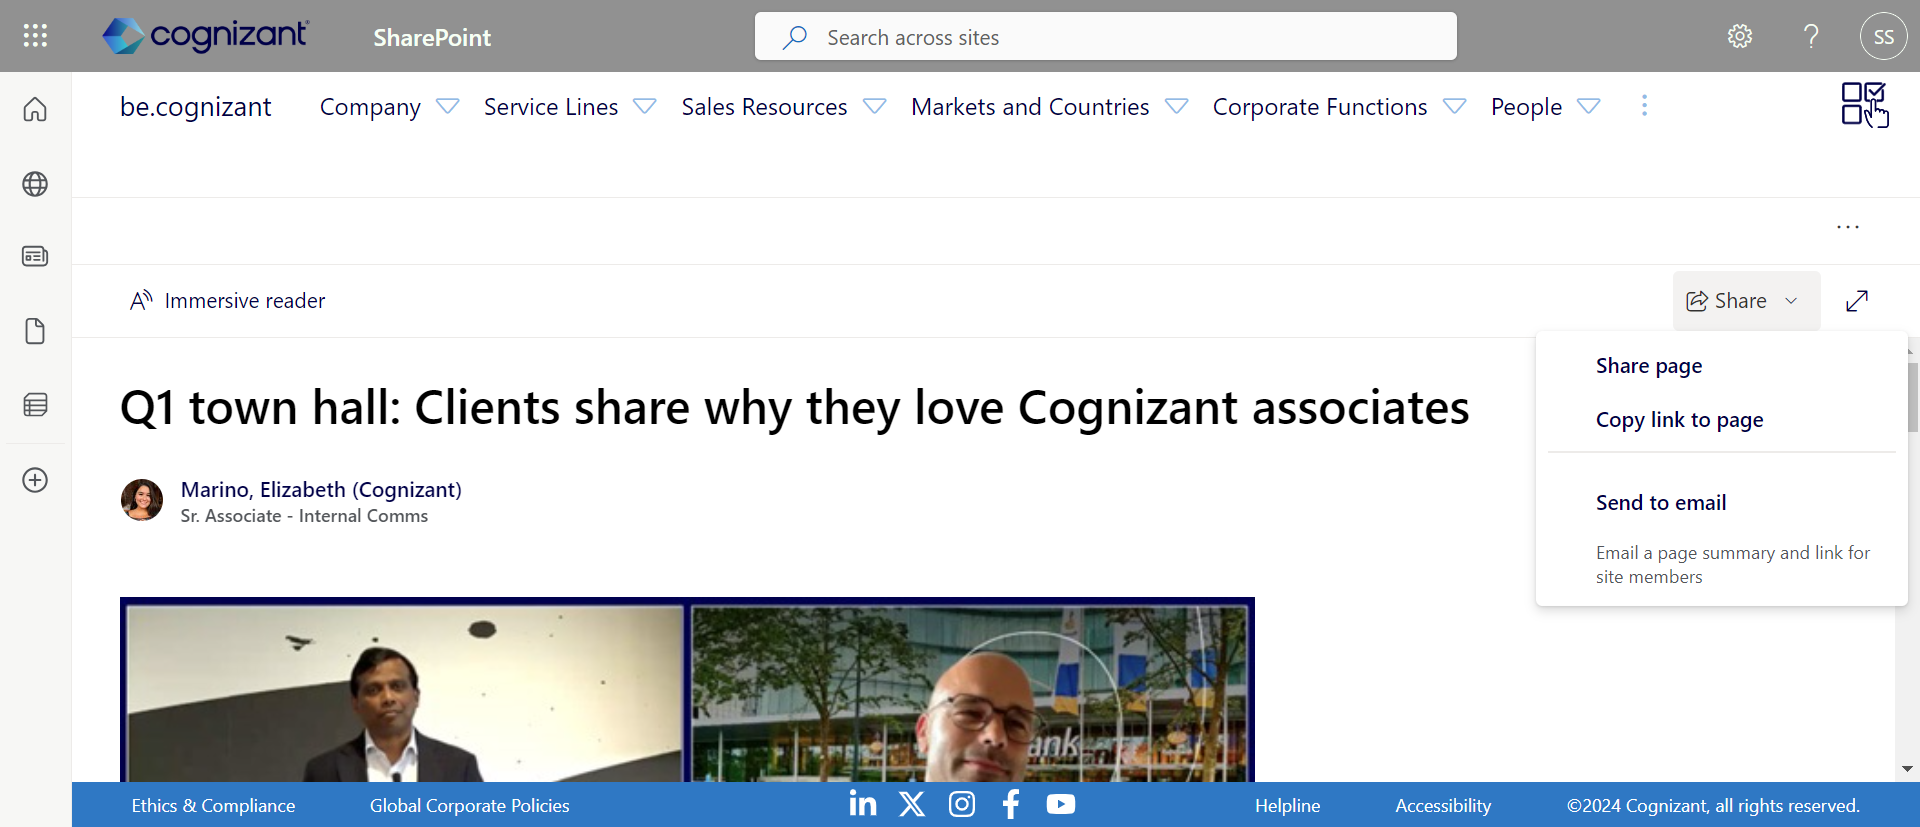 cognizant
SharePoint
Search across sites
?
SS
be.cognizant
Company
Service Lines
Sales Resources
Markets and Countries
Corporate Functions
People
Immersive reader
Share
Share page
Copy link to page
Send to email
Email a page summary and link for
site members
Q1 town hall: Clients share why they love Cognizant associates
Marino, Elizabeth (Cognizant)
Sr. Associate - Internal Comms
Ethics & Compliance
Global Corporate Policies
Helpline
Accessibility
©2024 Cognizant, all rights reserved.